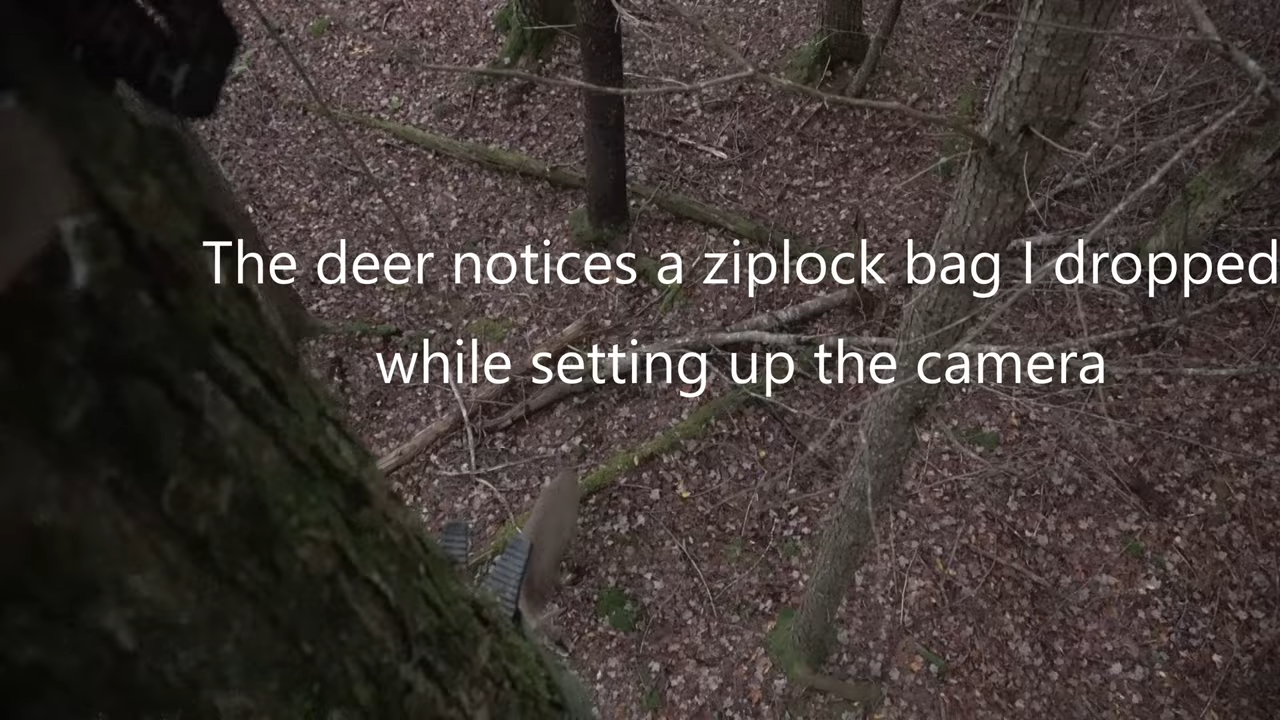 The deer notices a ziplock bag I dropped
while setting up the camera